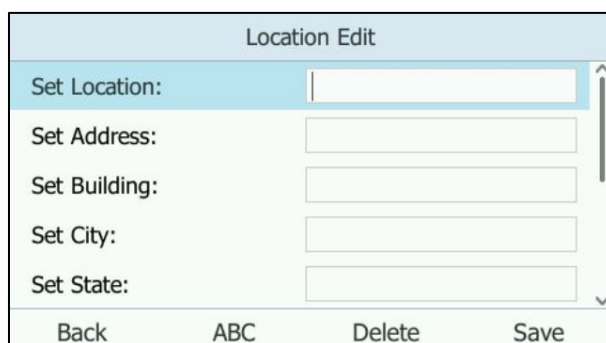 Location Edit
Set Location:
Set Address:
Set Building:
Set City:
Set State:
Back ABC Delete Save